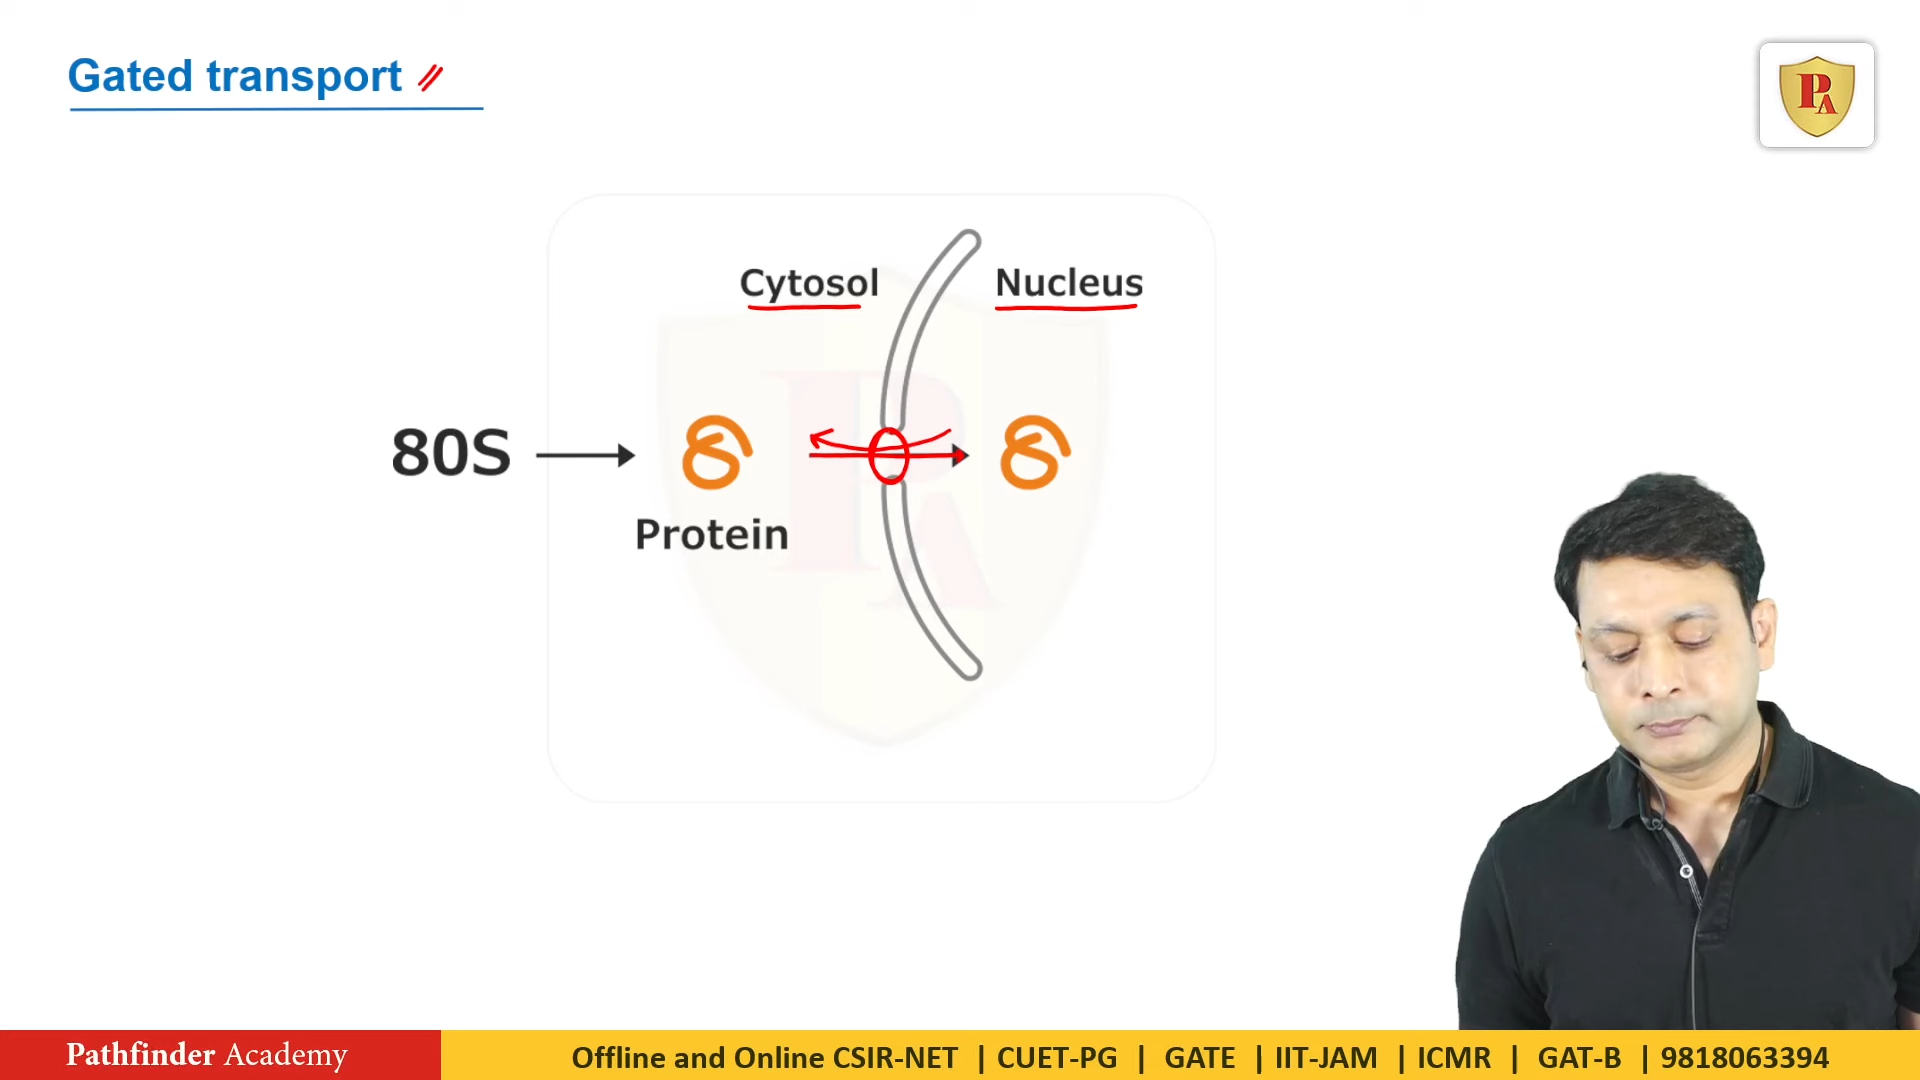 Gated transport
PA
Cytosol
Nucleus
80S
Protein
Pathfinder Academy
Offline and Online CSIR-NET | CUET-PG | GATE | IIT-JAM | ICMR | GAT-B | 9818063394